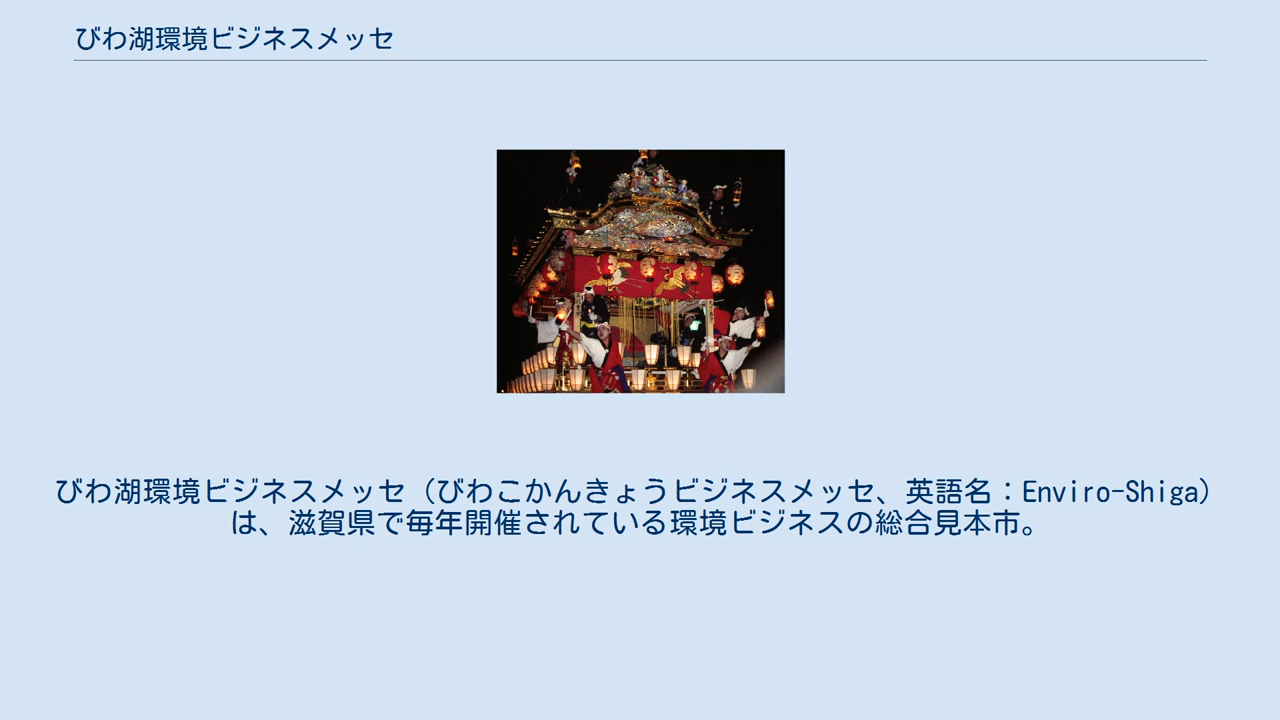 びわ湖環境ビジネスメッセ
びわ湖環境ビジネスメッセ（びわこかんきょうビジネスメッセ、英語名：Enviro-Shiga）
は、滋賀県で毎年開催されている環境ビジネスの総合見本市。